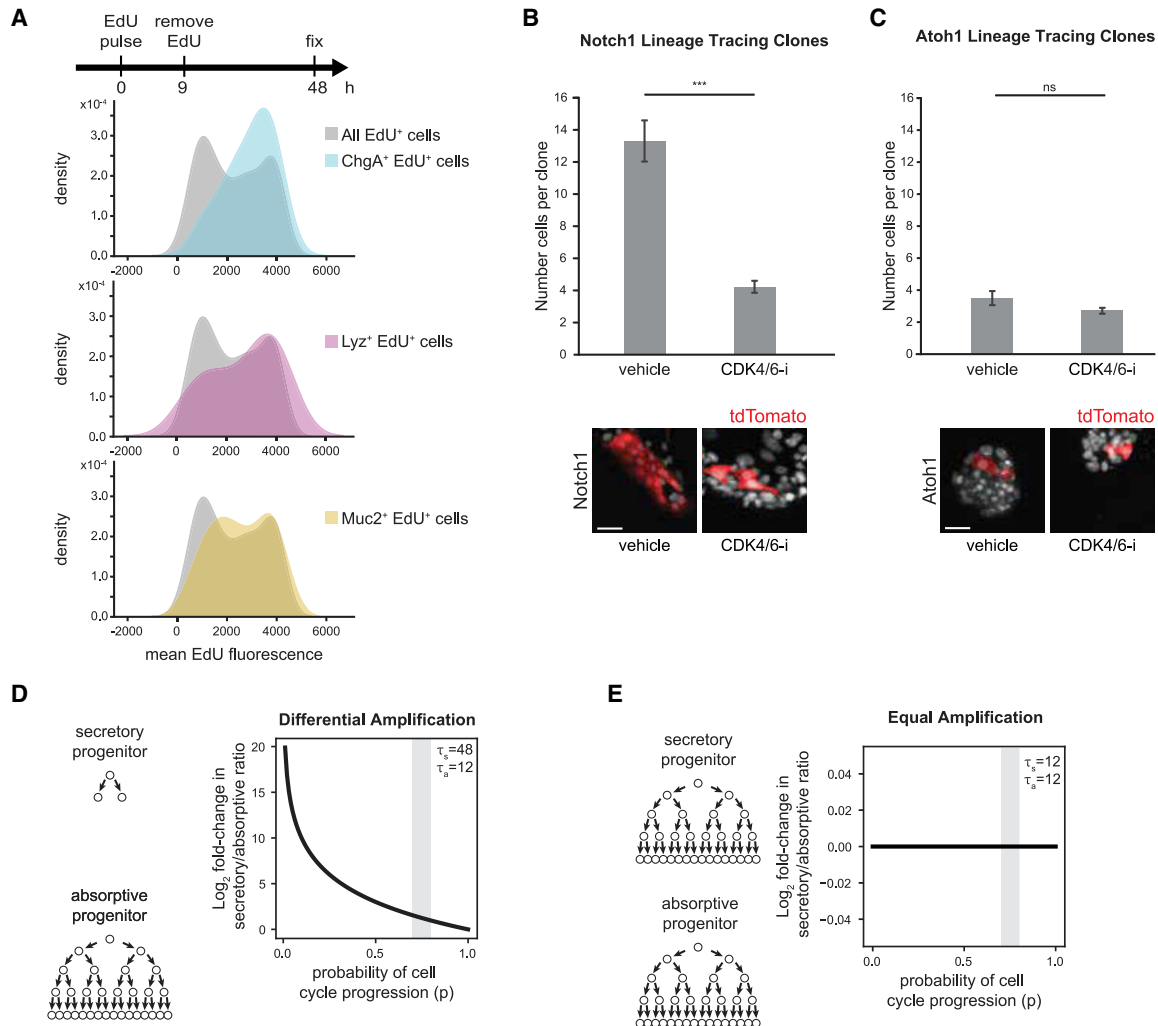 A
EdU pulse
remove EdU
fix
0
9
48
h
x10⁻⁴
3.0
2.0
1.0
0.0
density
-2000
0
2000
4000
6000
All EdU⁺ cells
ChgA⁺ EdU⁺ cells
x10⁻⁴
3.0
2.0
1.0
0.0
density
-2000
0
2000
4000
6000
Lyz⁺ EdU⁺ cells
x10⁻⁴
3.0
2.0
1.0
0.0
density
-2000
0
2000
4000
6000
Muc2⁺ EdU⁺ cells
mean EdU fluorescence
B
Notch1 Lineage Tracing Clones
***
16
14
12
10
8
6
4
2
0
Number cells per clone
vehicle
CDK4/6-i
tdTomato
Notch1
vehicle
CDK4/6-i
C
Atoh1 Lineage Tracing Clones
ns
16
14
12
10
8
6
4
2
0
Number cells per clone
vehicle
CDK4/6-i
tdTomato
Atoh1
vehicle
CDK4/6-i
D
secretory
progenitor
absorptive
progenitor
Differential Amplification
τₛ=48
τₐ=12
20
15
10
5
0
Log₂ fold-change in
secretory/absorptive ratio
0.0
0.5
1.0
probability of cell
cycle progression (p)
E
secretory
progenitor
absorptive
progenitor
Equal Amplification
τₛ=12
τₐ=12
0.04
0.02
0.00
−0.02
−0.04
Log₂ fold-change in
secretory/absorptive ratio
0.0
0.5
1.0
probability of cell
cycle progression (p)